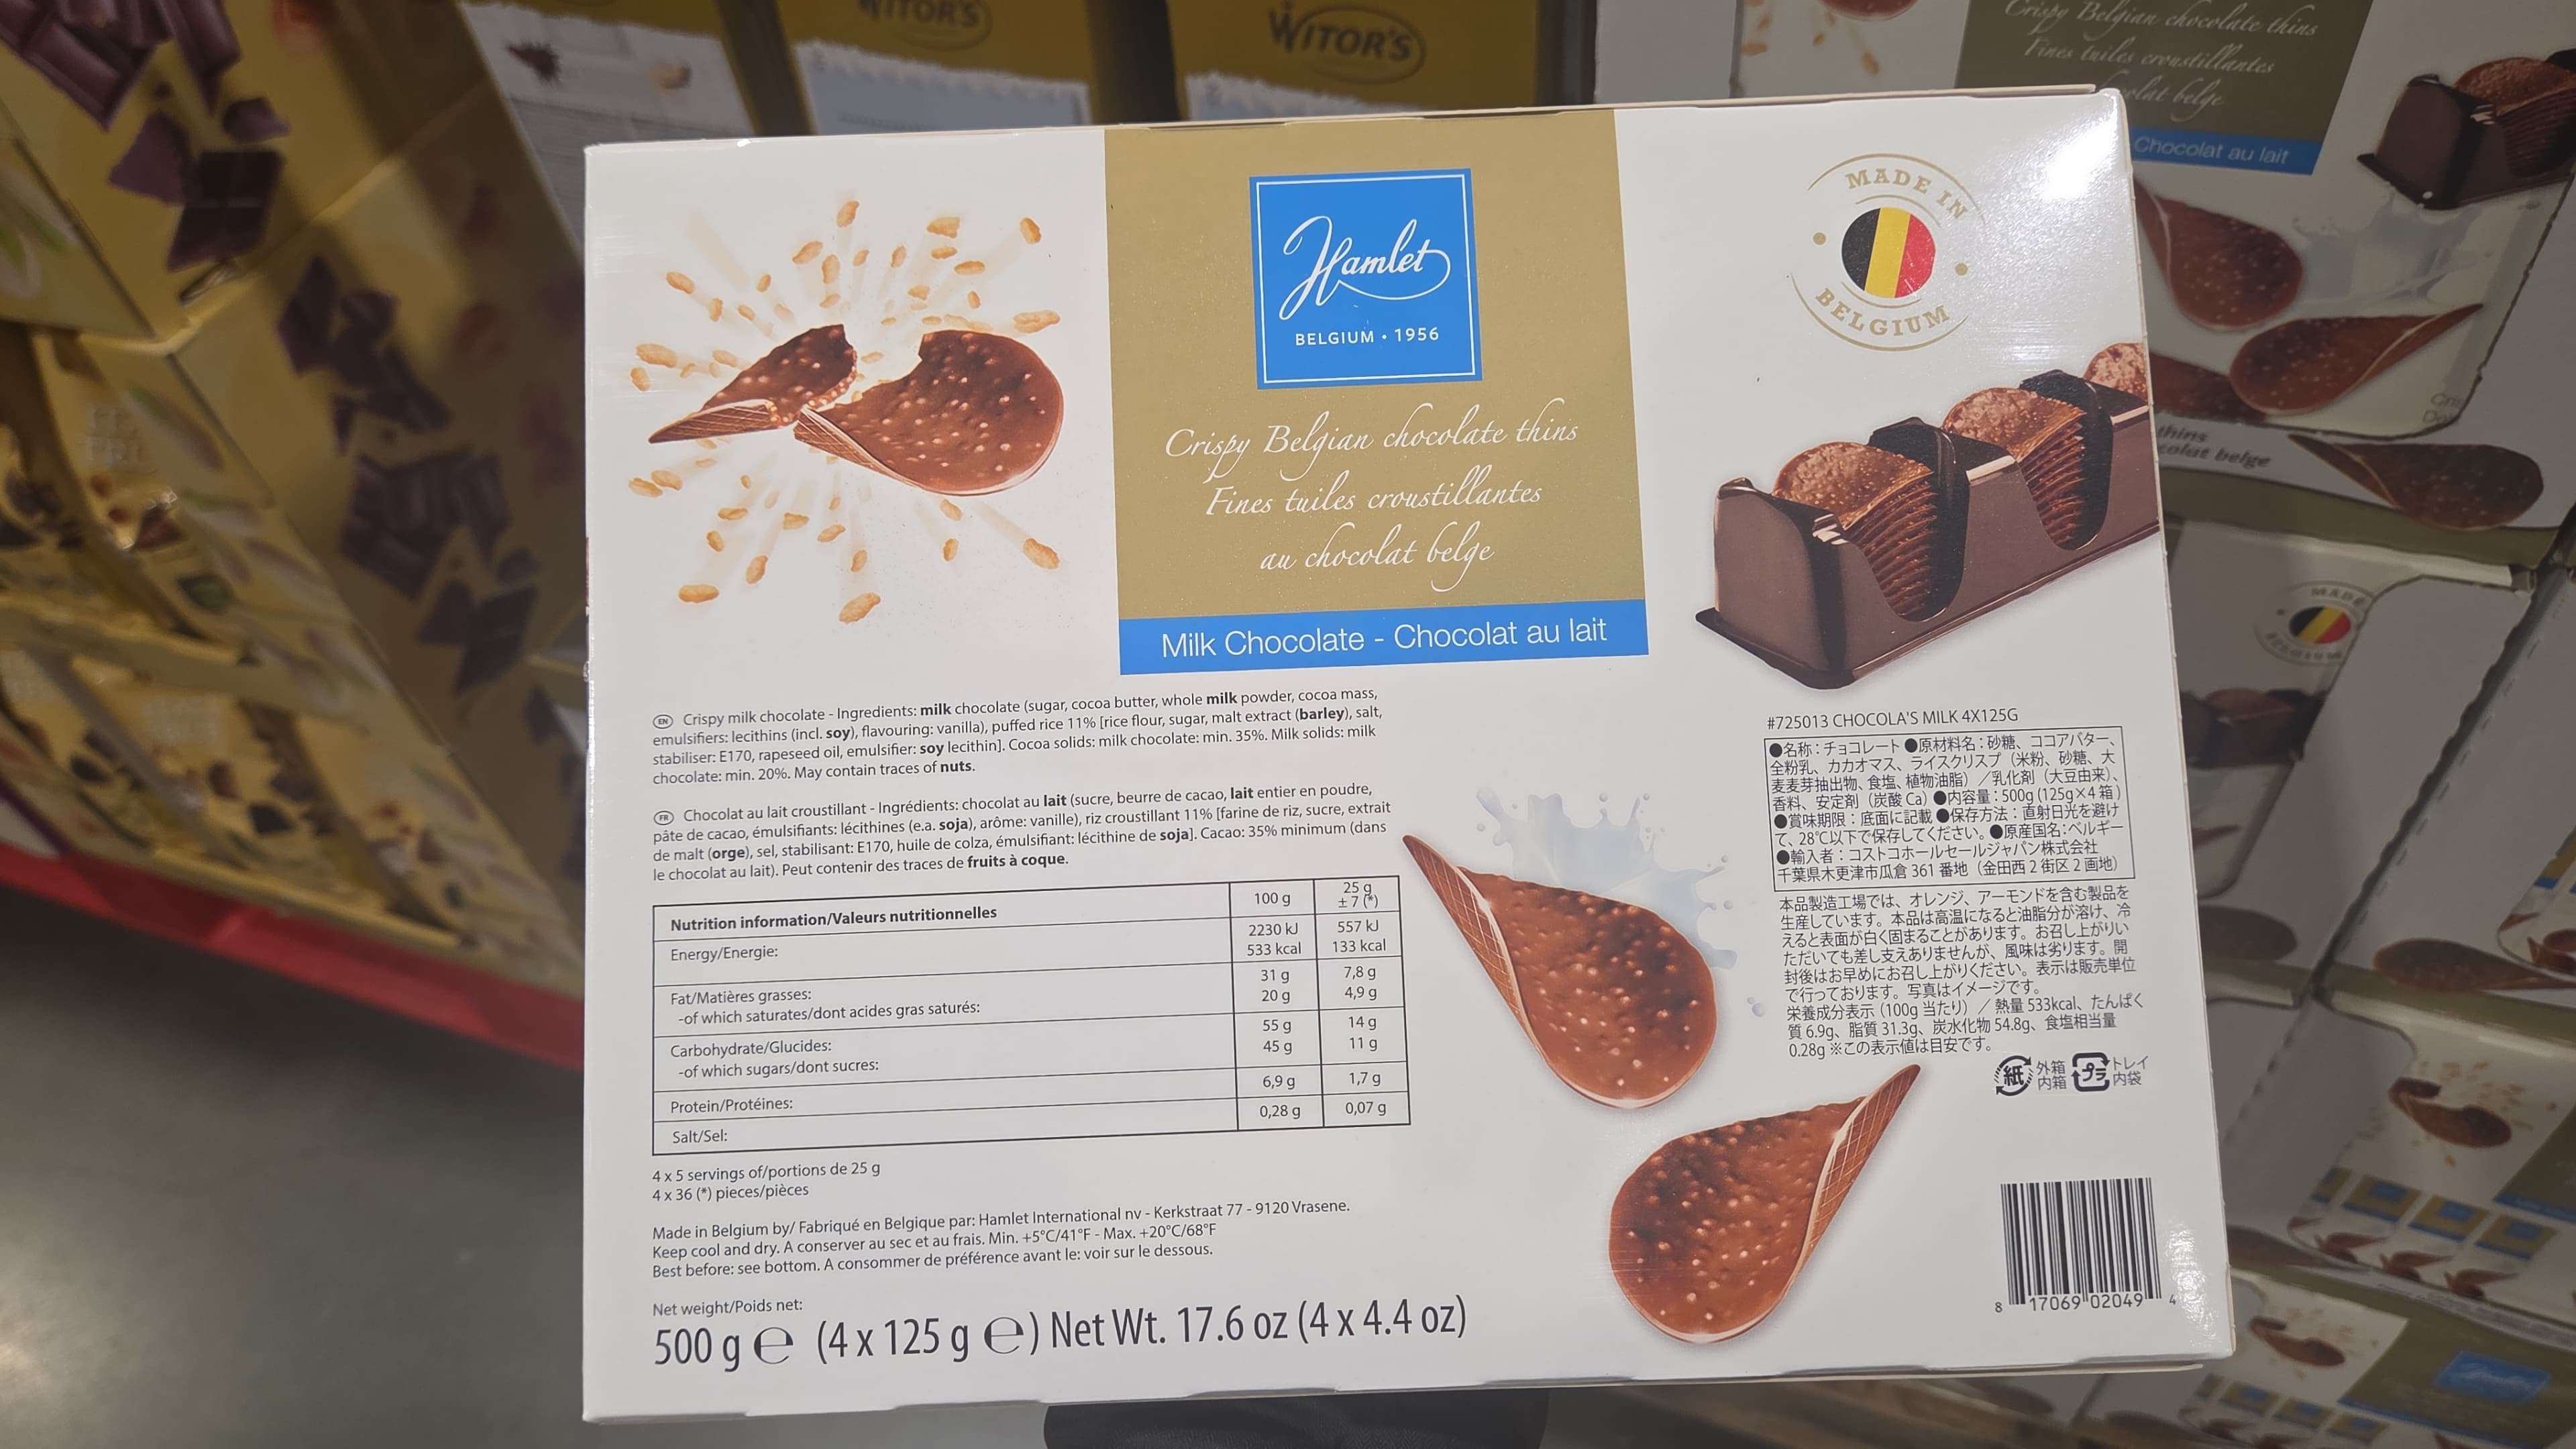 WITOR'S
WITOR'S
Crispy Belgian chocolate thins
Fines tuiles croustillantes
olat belge
Chocolat au lait
MADE IN
BELGIUM
Hamlet
BELGIUM • 1956
Crispy Belgian chocolate thins
Fines tuiles croustillantes
au chocolat belge
Milk Chocolate - Chocolat au lait
thins
colat belge
MADE
EN Crispy milk chocolate - Ingredients: milk chocolate (sugar, cocoa butter, whole milk powder, cocoa mass,
emulsifiers: lecithins (incl. soy), flavouring: vanilla), puffed rice 11% [rice flour, sugar, malt extract (barley), salt,
stabiliser: E170, rapeseed oil, emulsifier: soy lecithin]. Cocoa solids: milk chocolate: min. 35%. Milk solids: milk
chocolate: min. 20%. May contain traces of nuts.
FR Chocolat au lait croustillant - Ingrédients: chocolat au lait (sucre, beurre de cacao, lait entier en poudre,
pâte de cacao, émulsifiants: lécithines (e.a. soja), arôme: vanille), riz croustillant 11% [farine de riz, sucre, extrait
de malt (orge), sel, stabilisant: E170, huile de colza, émulsifiant: lécithine de soja]. Cacao: 35% minimum (dans
le chocolat au lait). Peut contenir des traces de fruits à coque.
Nutrition information/Valeurs nutritionnelles 100 g 25 g ± 7 (*)
Energy/Energie: 2230 kJ 557 kJ
533 kcal 133 kcal
Fat/Matières grasses: 31 g 7,8 g
-of which saturates/dont acides gras saturés: 20 g 4,9 g
Carbohydrate/Glucides: 55 g 14 g
-of which sugars/dont sucres: 45 g 11 g
Protein/Protéines: 6,9 g 1,7 g
Salt/Sel: 0,28 g 0,07 g
4 x 5 servings of/portions de 25 g
4 x 36 (*) pieces/pièces
Made in Belgium by/ Fabriqué en Belgique par: Hamlet International nv - Kerkstraat 77 - 9120 Vrasene.
Keep cool and dry. A conserver au sec et au frais. Min. +5°C/41°F - Max. +20°C/68°F
Best before: see bottom. A consommer de préférence avant le: voir sur le dessous.
Net weight/Poids net:
500 g e (4 x 125 g e) Net Wt. 17.6 oz (4 x 4.4 oz)
#725013 CHOCOLA'S MILK 4X125G
●名称：チョコレート ●原材料名：砂糖、ココアバター、
全粉乳、カカオマス、ライスクリスプ（米粉、砂糖、大
麦麦芽抽出物、食塩、植物油脂）／乳化剤（大豆由来）、
香料、安定剤（炭酸 Ca）●内容量：500g (125g×4 箱)
●賞味期限：底面に記載 ●保存方法：直射日光を避け
て、28℃以下で保存してください。●原産国名：ベルギー
●輸入者：コストコホールセールジャパン株式会社
千葉県木更津市瓜倉 361 番地（金田西 2 街区 2 画地）
本品製造工場では、オレンジ、アーモンドを含む製品を
生産しています。本品は高温になると油脂分が溶け、冷
えると表面が白く固まることがあります。お召し上がりい
ただいても差し支えありませんが、風味は劣ります。開
封後はお早めにお召し上がりください。表示は販売単位
で行っております。写真はイメージです。
栄養成分表示 (100g 当たり) ／ 熱量 533kcal、たんぱく
質 6.9g、脂質 31.3g、炭水化物 54.8g、食塩相当量
0.28g ※この表示値は目安です。
紙 外箱 内箱 プラ トレイ 内袋
8 17069 02049 4